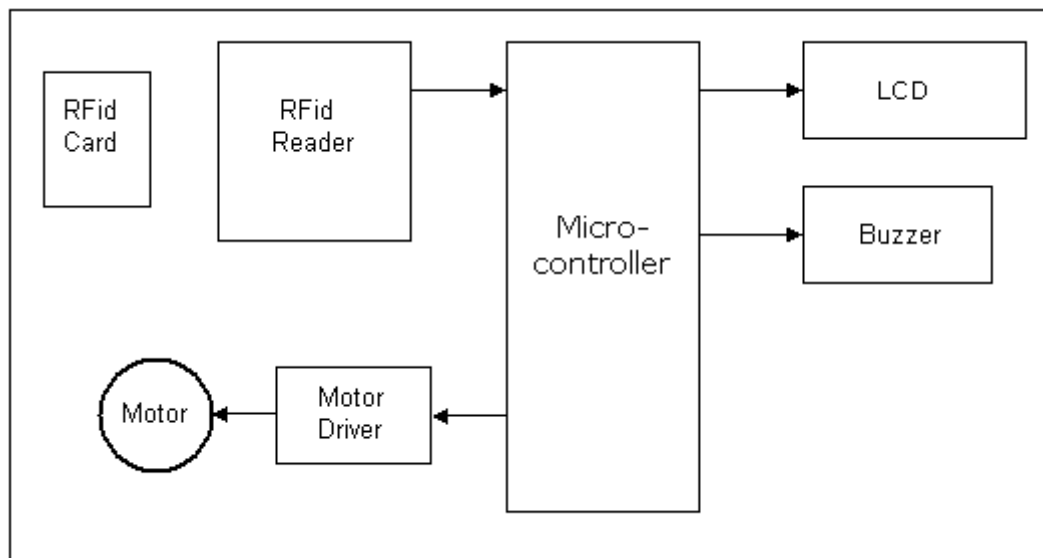 RFid
Card
RFid
Reader
Micro-
controller
LCD
Buzzer
Motor
Motor
Driver